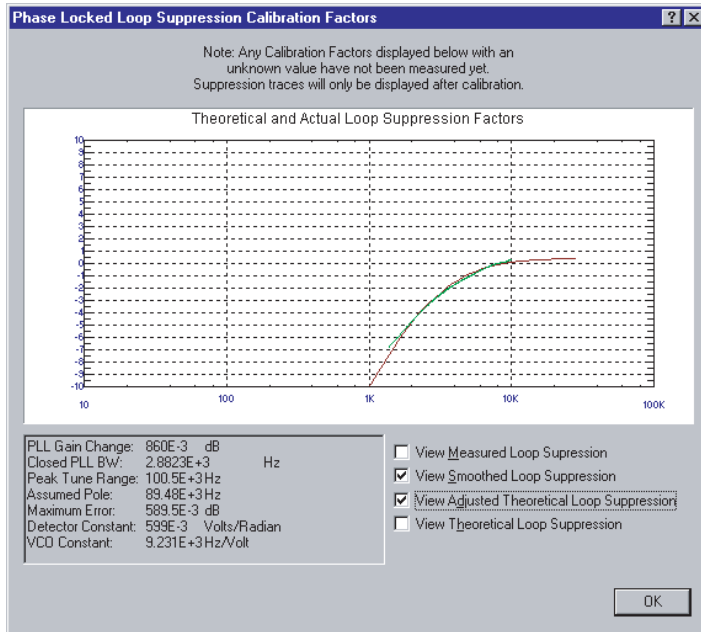 Phase Locked Loop Suppression Calibration Factors
Note: Any Calibration Factors displayed below with an
unknown value have not been measured yet.
Suppression traces will only be displayed after calibration.
Theoretical and Actual Loop Suppression Factors
10
9
8
7
6
5
4
3
2
1
0
-1
-2
-3
-4
-5
-6
-7
-8
-9
-10
10 100 1K 10K 100K
PLL Gain Change: 860E-3 dB
Closed PLL BW: 2.8823E+3 Hz
Peak Tune Range: 100.5E+3 Hz
Assumed Pole: 89.48E+3 Hz
Maximum Error: 589.5E-3 dB
Detector Constant: 599E-3 Volts/Radian
VCO Constant: 9.231E+3 Hz/Volt
View Measured Loop Supression
View Smoothed Loop Suppression
View Adjusted Theoretical Loop Suppression
View Theoretical Loop Suppression
OK